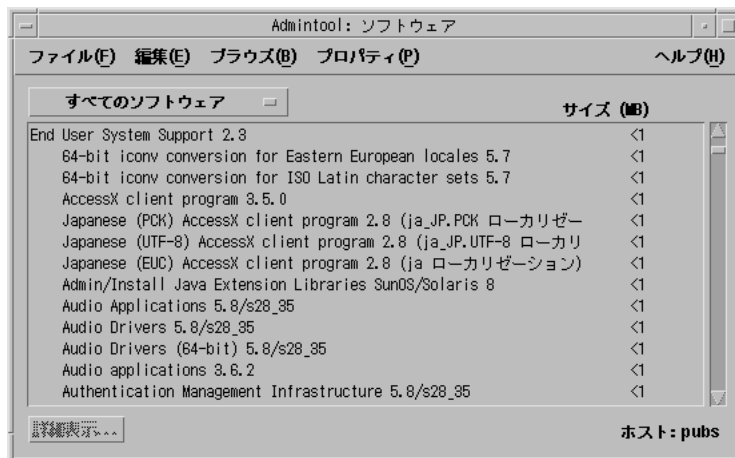 Admintool: ソフトウェア
ファイル(F) 編集(E) ブラウズ(B) プロパティ(P) ヘルプ(H)
すべてのソフトウェア サイズ (MB)
End User System Support 2.3 <1
64-bit iconv conversion for Eastern European locales 5.7 <1
64-bit iconv conversion for ISO Latin character sets 5.7 <1
AccessX client program 3.5.0 <1
Japanese (PCK) AccessX client program 2.8 (ja_JP.PCK ローカリゼー <1
Japanese (UTF-8) AccessX client program 2.8 (ja_JP.UTF-8 ローカリ <1
Japanese (EUC) AccessX client program 2.8 (ja ローカリゼーション) <1
Admin/Install Java Extension Libraries SunOS/Solaris 8 <1
Audio Applications 5.8/s28_35 <1
Audio Drivers 5.8/s28_35 <1
Audio Drivers (64-bit) 5.8/s28_35 <1
Audio applications 3.6.2 <1
Authentication Management Infrastructure 5.8/s28_35 <1
詳細表示... ホスト: pubs